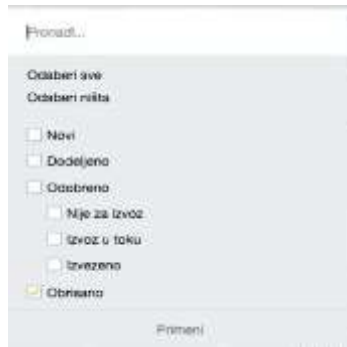 Pronađi...
Odaberi sve
Odaberi ništa
Novi
Dodeljeno
Odobreno
Nije za izvoz
Izvoz u toku
Izvezeno
Obrisano
Primeni